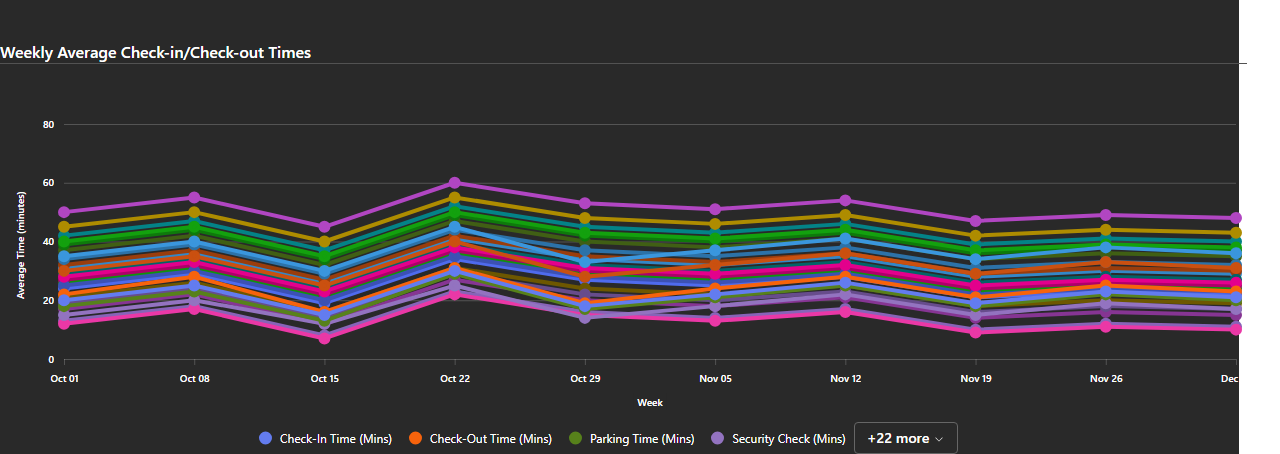 Weekly Average Check-in/Check-out Times
80
60
40
20
0
Average Time (minutes)
Oct 01 Oct 08 Oct 15 Oct 22 Oct 29 Nov 05 Nov 12 Nov 19 Nov 26 Dec
Week
Check-In Time (Mins) Check-Out Time (Mins) Parking Time (Mins) Security Check (Mins) +22 more